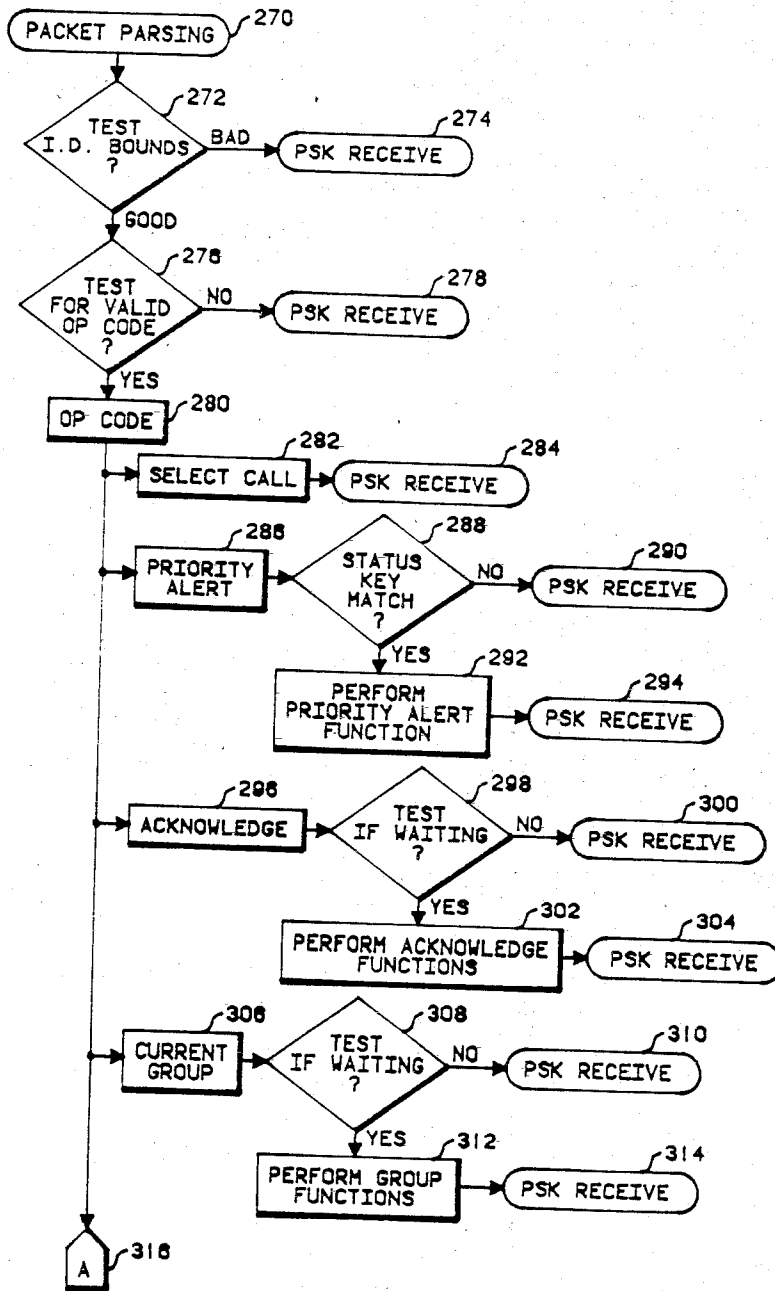 PACKET PARSING
270
272
TEST
I.D. BOUNDS
?
BAD
274
PSK RECEIVE
GOOD
276
TEST
FOR VALID
OP CODE
?
NO
278
PSK RECEIVE
YES
OP CODE
280
282
SELECT CALL
284
PSK RECEIVE
286
PRIORITY
ALERT
288
STATUS
KEY
MATCH
?
NO
290
PSK RECEIVE
YES
292
PERFORM
PRIORITY ALERT
FUNCTION
294
PSK RECEIVE
296
ACKNOWLEDGE
298
TEST
IF WAITING
?
NO
300
PSK RECEIVE
YES
302
PERFORM ACKNOWLEDGE
FUNCTIONS
304
PSK RECEIVE
306
CURRENT
GROUP
308
TEST
IF WAITING
?
NO
310
PSK RECEIVE
YES
312
PERFORM GROUP
FUNCTIONS
314
PSK RECEIVE
A
316